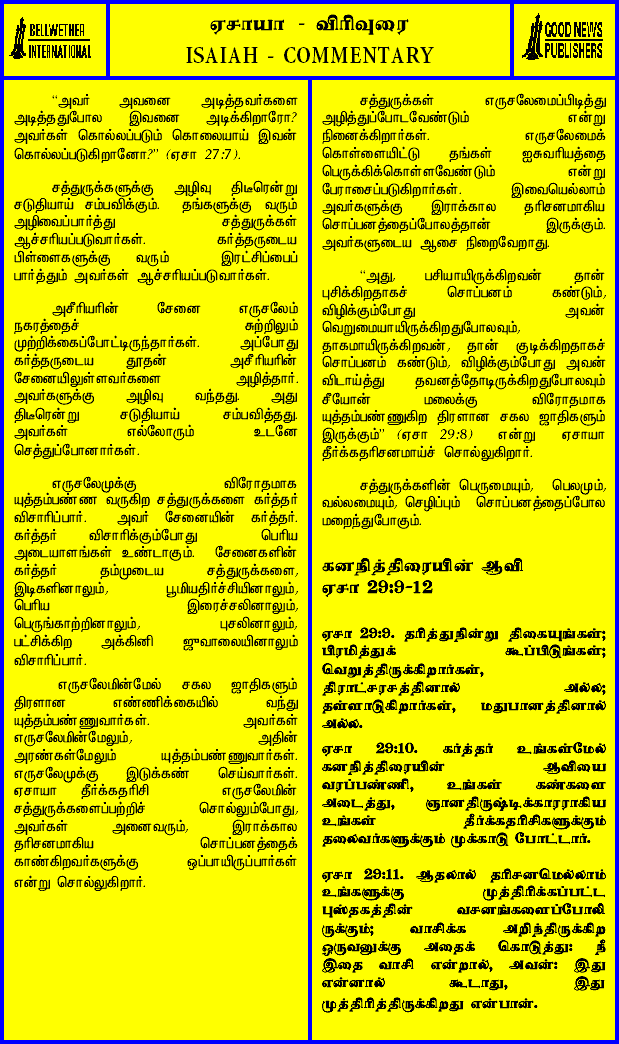 BELLWETHER
INTERNATIONAL
ஏசாயா - விரிவுரை
ISAIAH - COMMENTARY
GOOD NEWS
PUBLISHERS
“அவர் அவனை அடித்தவர்களை
அடித்ததுபோல இவனை அடிக்கிறாரோ?
அவர்கள் கொல்லப்படும் கொலையாய் இவன்
கொல்லப்படுகிறானோ?” (ஏசா 27:7).
சத்துருக்களுக்கு அழிவு திடீரென்று
சடுதியாய் சம்பவிக்கும். தங்களுக்கு வரும்
அழிவைப்பார்த்து சத்துருக்கள்
ஆச்சரியப்படுவார்கள். கர்த்தருடைய
பிள்ளைகளுக்கு வரும் இரட்சிப்பைப்
பார்த்தும் அவர்கள் ஆச்சரியப்படுவார்கள்.
அசீரியரின் சேனை எருசலேம்
நகரத்தைச் சுற்றிலும்
முற்றிக்கைப்போட்டிருந்தார்கள். அப்போது
கர்த்தருடைய தூதன் அசீரியரின்
சேனையிலுள்ளவர்களை அழித்தார்.
அவர்களுக்கு அழிவு வந்தது. அது
திடீரென்று சடுதியாய் சம்பவித்தது.
அவர்கள் எல்லோரும் உடனே
செத்துப்போனார்கள்.
எருசலேமுக்கு விரோதமாக
யுத்தம்பண்ண வருகிற சத்துருக்களை கர்த்தர்
விசாரிப்பார். அவர் சேனையின் கர்த்தர்.
கர்த்தர் விசாரிக்கும்போது பெரிய
அடையாளங்கள் உண்டாகும். சேனைகளின்
கர்த்தர் தம்முடைய சத்துருக்களை,
இடிகளினாலும், பூமியதிர்ச்சியினாலும்,
பெரிய இரைச்சலினாலும்,
பெருங்காற்றினாலும், புசலினாலும்,
பட்சிக்கிற அக்கினி ஜுவாலையினாலும்
விசாரிப்பார்.
எருசலேமின்மேல் சகல ஜாதிகளும்
திரளான எண்ணிக்கையில் வந்து
யுத்தம்பண்ணுவார்கள். அவர்கள்
எருசலேமின்மேலும், அதின்
அரண்கள்மேலும் யுத்தம்பண்ணுவார்கள்.
எருசலேமுக்கு இடுக்கண் செய்வார்கள்.
ஏசாயா தீர்க்கதரிசி எருசலேமின்
சத்துருக்களைப்பற்றிச் சொல்லும்போது,
அவர்கள் அனைவரும், இராக்கால
தரிசனமாகிய சொப்பனத்தைக்
காண்கிறவர்களுக்கு ஒப்பாயிருப்பார்கள்
என்று சொல்லுகிறார்.
சத்துருக்கள் எருசலேமைப்பிடித்து
அழித்துப்போடவேண்டும் என்று
நினைக்கிறார்கள். எருசலேமைக்
கொள்ளையிட்டு தங்கள் ஐசுவரியத்தை
பெருக்கிக்கொள்ளவேண்டும் என்று
பேராசைப்படுகிறார்கள். இவையெல்லாம்
அவர்களுக்கு இராக்கால தரிசனமாகிய
சொப்பனத்தைப்போலத்தான் இருக்கும்.
அவர்களுடைய ஆசை நிறைவேறாது.
“அது, பசியாயிருக்கிறவன் தான்
புசிக்கிறதாகச் சொப்பனம் கண்டும்,
விழிக்கும்போது அவன்
வெறுமையாயிருக்கிறதுபோலவும்,
தாகமாயிருக்கிறவன், தான் குடிக்கிறதாகச்
சொப்பனம் கண்டும், விழிக்கும்போது அவன்
விடாய்த்து தவனத்தோடிருக்கிறதுபோலவும்
சீயோன் மலைக்கு விரோதமாக
யுத்தம்பண்ணுகிற திரளான சகல ஜாதிகளும்
இருக்கும்” (ஏசா 29:8) என்று ஏசாயா
தீர்க்கதரிசனமாய்ச் சொல்லுகிறார்.
சத்துருக்களின் பெருமையும், பெலமும்,
வல்லமையும், செழிப்பும் சொப்பனத்தைப்போல
மறைந்துபோகும்.
கனநித்திரையின் ஆவி
ஏசா 29:9-12
ஏசா 29:9. தரித்துநின்று திகையுங்கள்;
பிரமித்துக் கூப்பிடுங்கள்;
வெறுத்திருக்கிறார்கள்,
திராட்சரசத்தினால் அல்ல;
தள்ளாடுகிறார்கள், மதுபானத்தினால்
அல்ல.
ஏசா 29:10. கர்த்தர் உங்கள்மேல்
கனநித்திரையின் ஆவியை
வரப்பண்ணி, உங்கள் கண்களை
அடைத்து, ஞானதிருஷ்டிக்காரராகிய
உங்கள் தீர்க்கதரிசிகளுக்கும்
தலைவர்களுக்கும் முக்காடு போட்டார்.
ஏசா 29:11. ஆதலால் தரிசனமெல்லாம்
உங்களுக்கு முத்திரிக்கப்பட்ட
புஸ்தகத்தின் வசனங்களைப்போலி
ருக்கும்; வாசிக்க அறிந்திருக்கிற
ஒருவனுக்கு அதைக் கொடுத்து: நீ
இதை வாசி என்றால், அவன்: இது
என்னால் கூடாது, இது
முத்திரித்திருக்கிறது என்பான்.